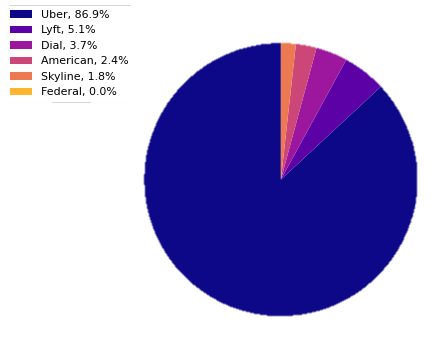 Uber, 86.9%
Lyft, 5.1%
Dial, 3.7%
American, 2.4%
Skyline, 1.8%
Federal, 0.0%